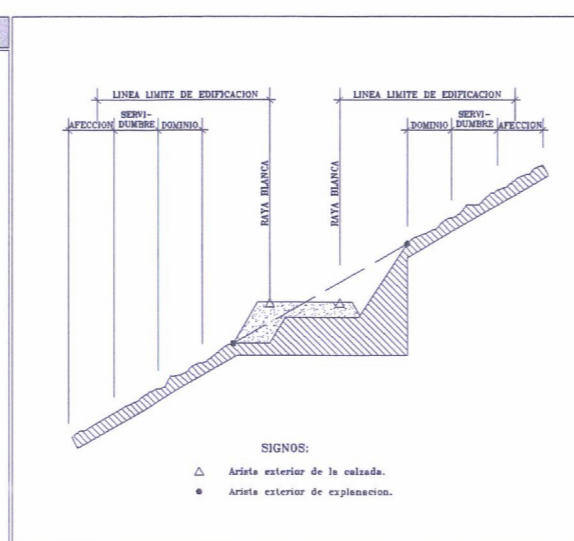 LINEA LIMITE DE EDIFICACION LINEA LIMITE DE EDIFICACION
AFECCION SERVI-DUMBRE DOMINIO DOMINIO SERVI-DUMBRE AFECCION
RAYA BLANCA
RAYA BLANCA
SIGNOS:
Arista exterior de la calzada.
Arista exterior de explanacion.